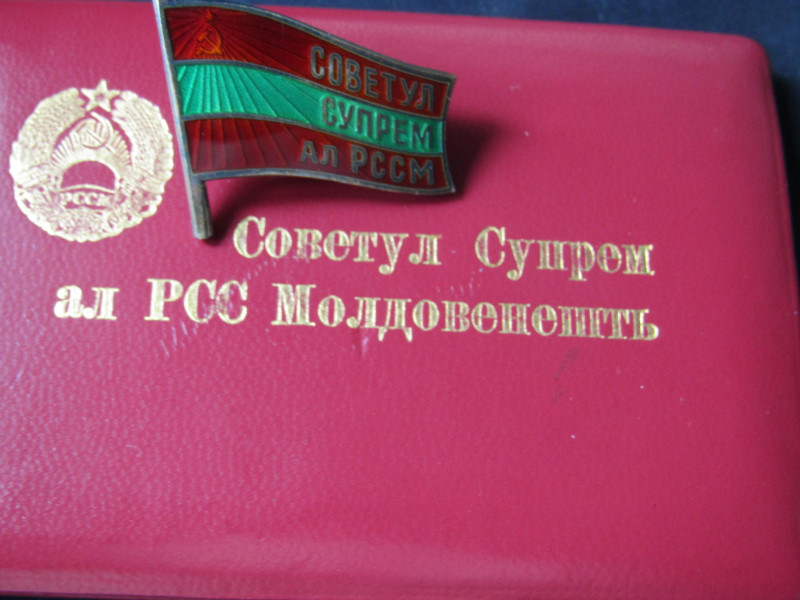 СОВЕТУЛ
СУПРЕМ
АЛ РССМ
РССМ
Советул Супрем
ал РСС Молдовенешть